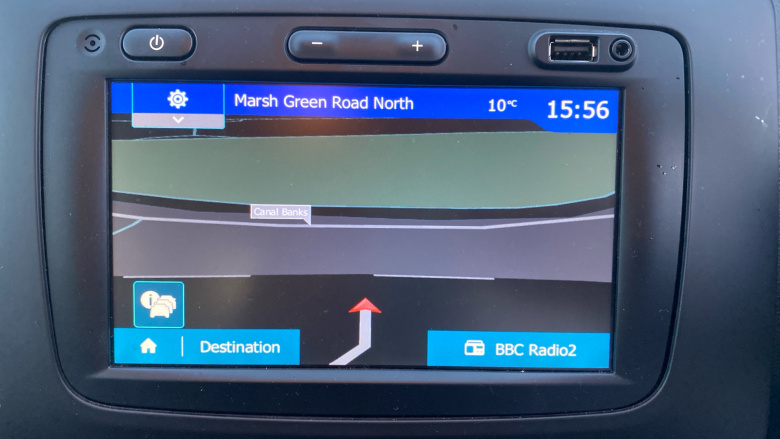 − +
Marsh Green Road North 10°C 15:56
Canal Banks
Destination
BBC Radio2